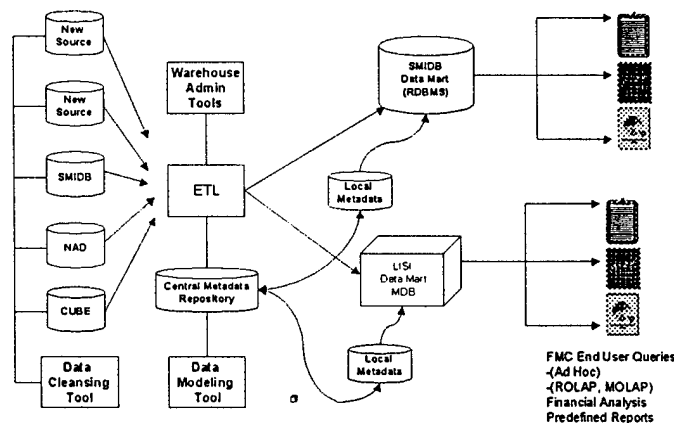 New
Source
New
Source
SMIDB
NAD
CUBE
Data
Cleansing
Tool
Warehouse
Admin
Tools
ETL
Central Metadata
Repository
Data
Modeling
Tool
SMIDB
Data Mart
(RDBMS)
Local
Metadata
LISI
Data Mart
MDB
Local
Metadata
FMC End User Queries
-(Ad Hoc)
-(ROLAP, MOLAP)
Financial Analysis
Predefined Reports